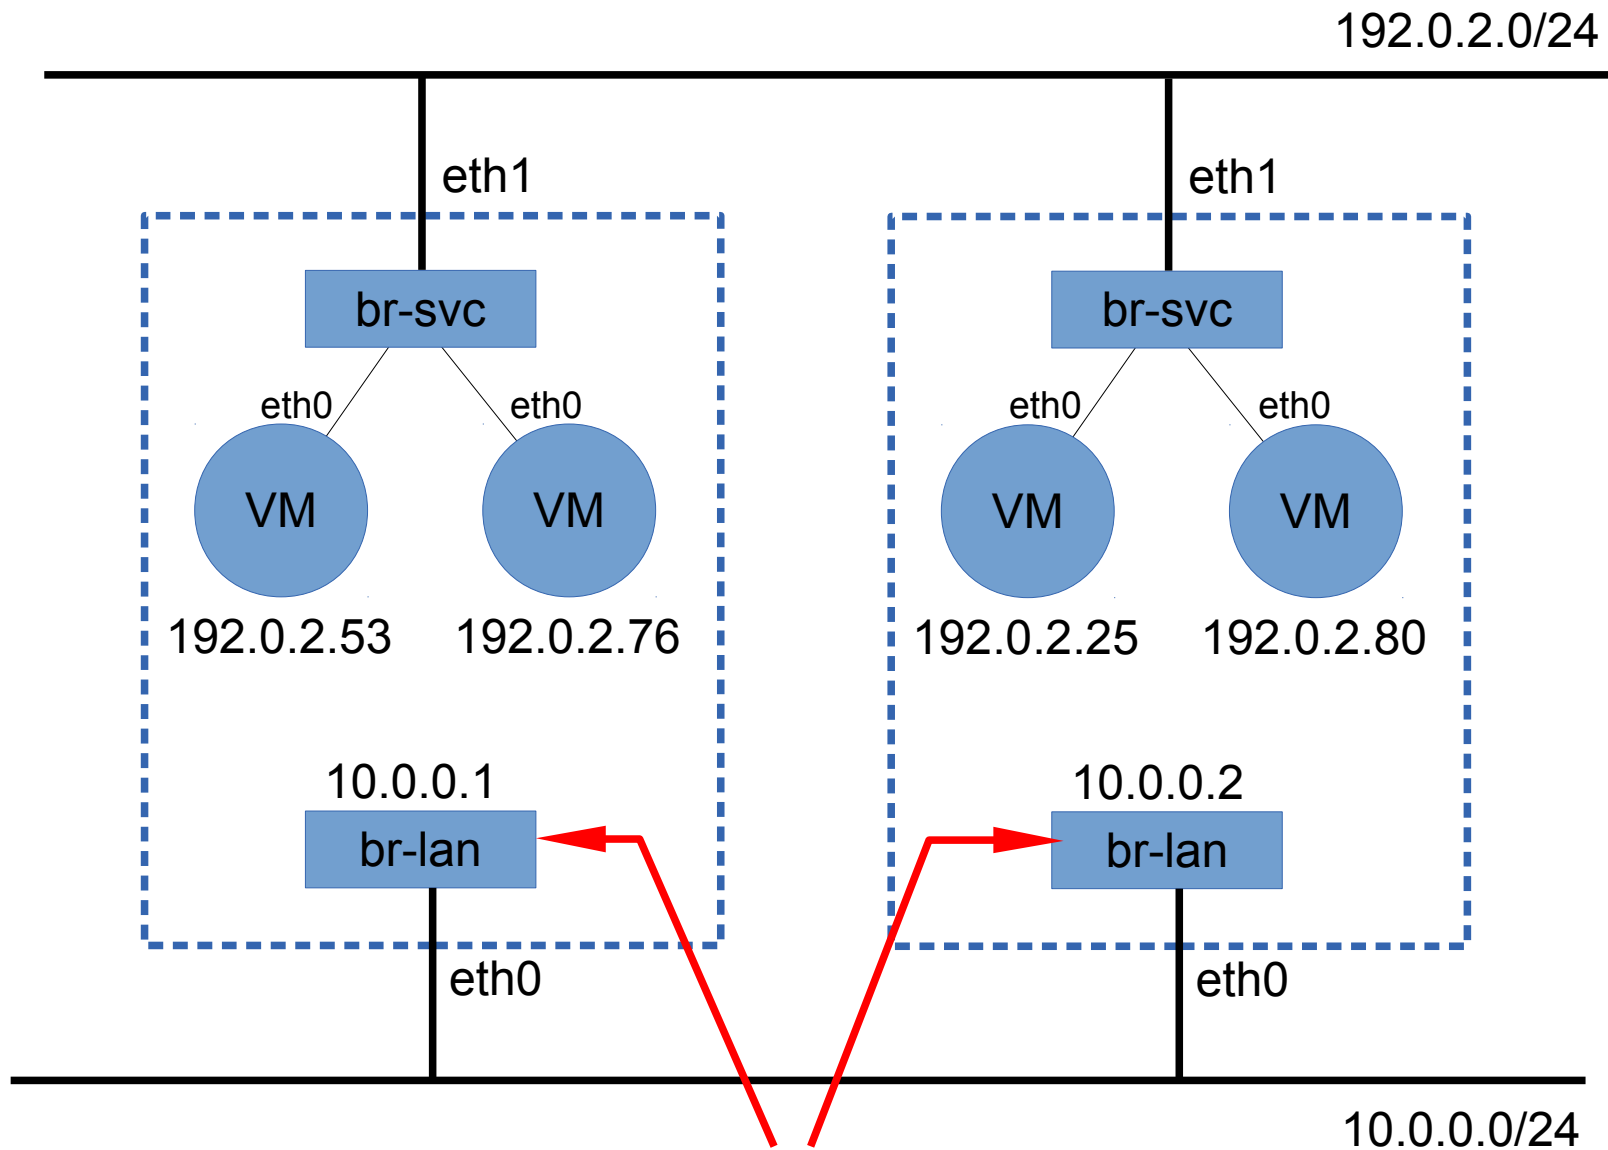 192.0.2.0/24
eth1
eth1
br-svc
br-svc
eth0
eth0
eth0
eth0
VM
VM
VM
VM
192.0.2.53
192.0.2.76
192.0.2.25
192.0.2.80
10.0.0.1
10.0.0.2
br-lan
br-lan
eth0
eth0
10.0.0.0/24